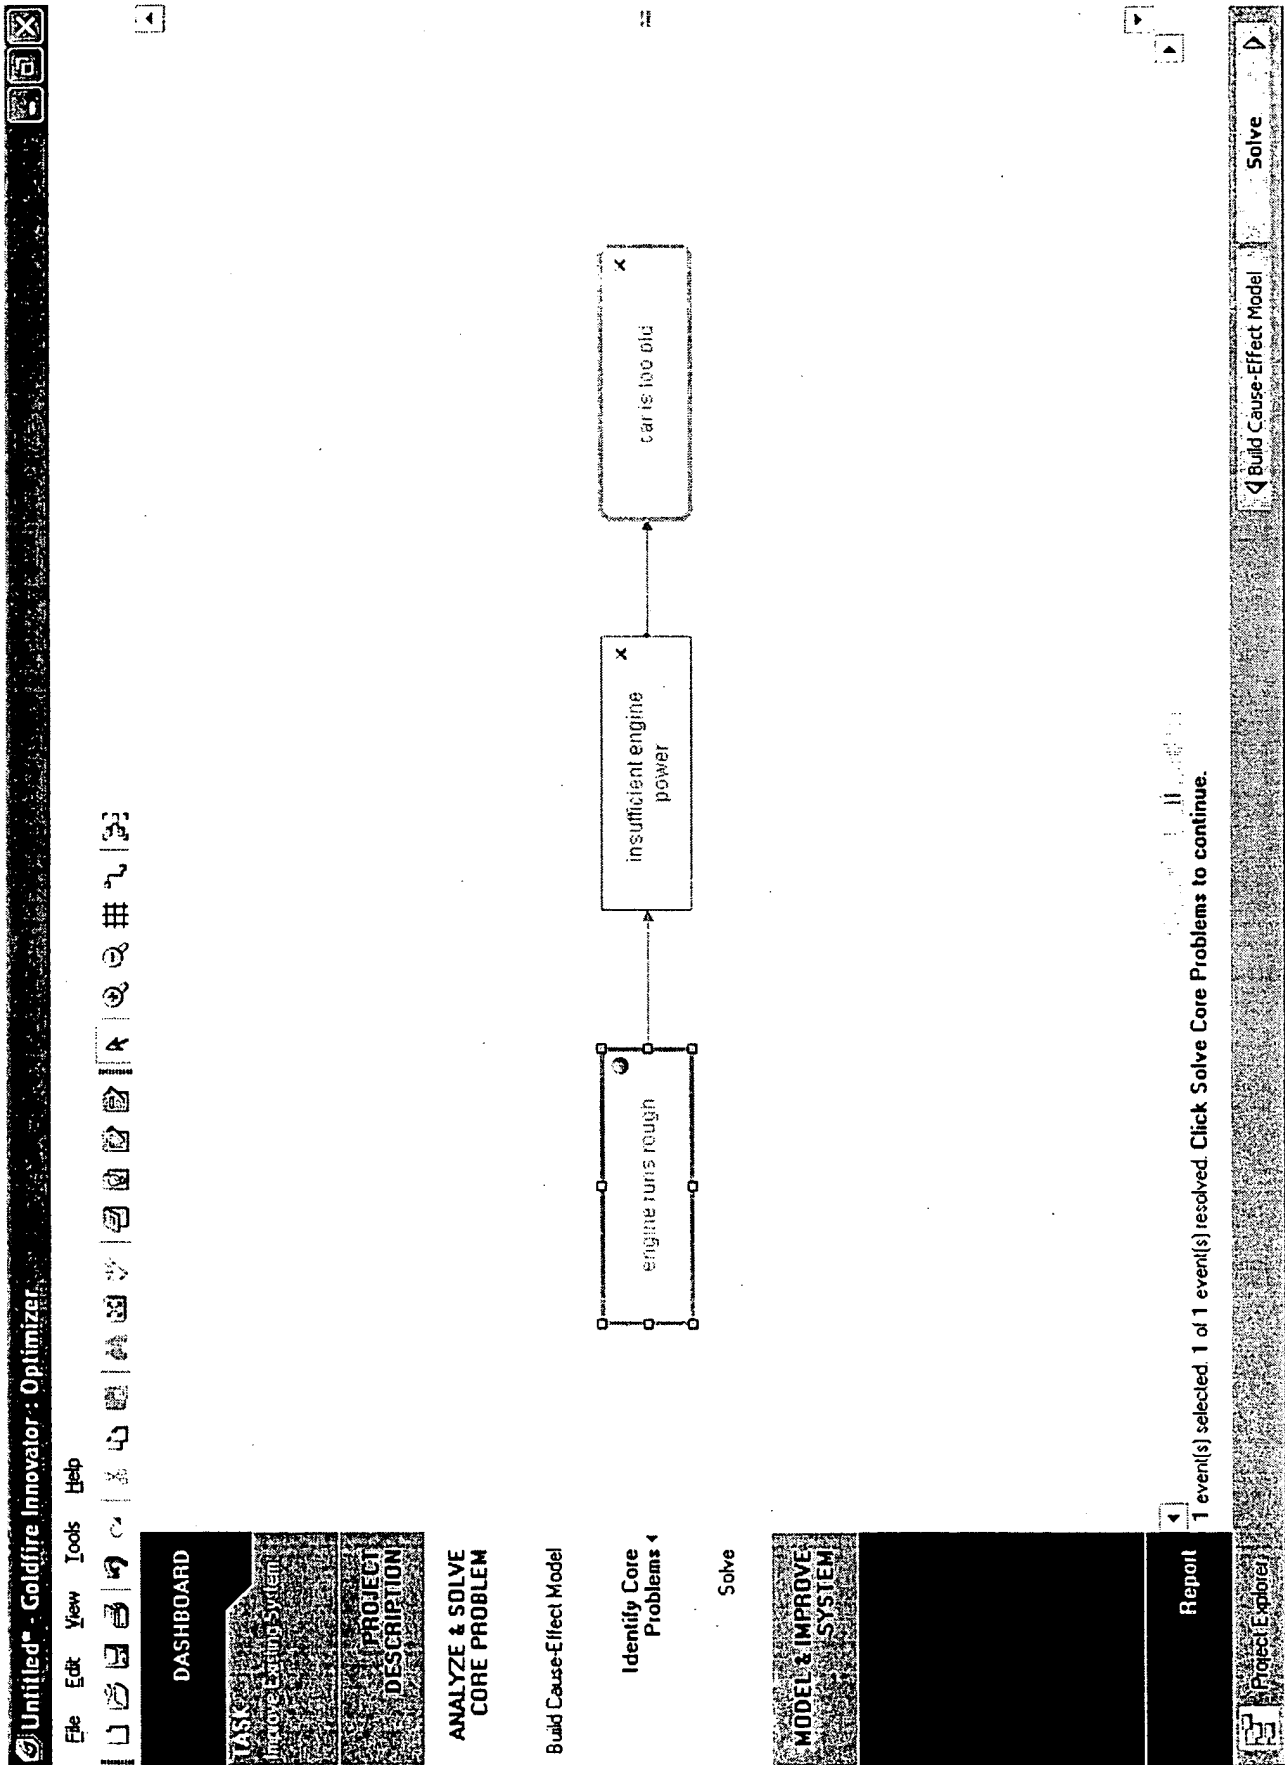 Untitled* - Goldfire Innovator : Optimizer
File Edit View Tools Help
DASHBOARD
TASK
Improve Existing System
PROJECT
DESCRIPTION
ANALYZE & SOLVE
CORE PROBLEM
Build Cause-Effect Model
Identify Core
Problems
Solve
MODEL & IMPROVE
SYSTEM
Report
engine runs rough
insufficient engine
power
car is too old
1 event(s) selected. 1 of 1 event(s) resolved. Click Solve Core Problems to continue.
Project Explorer
Build Cause-Effect Model
Solve